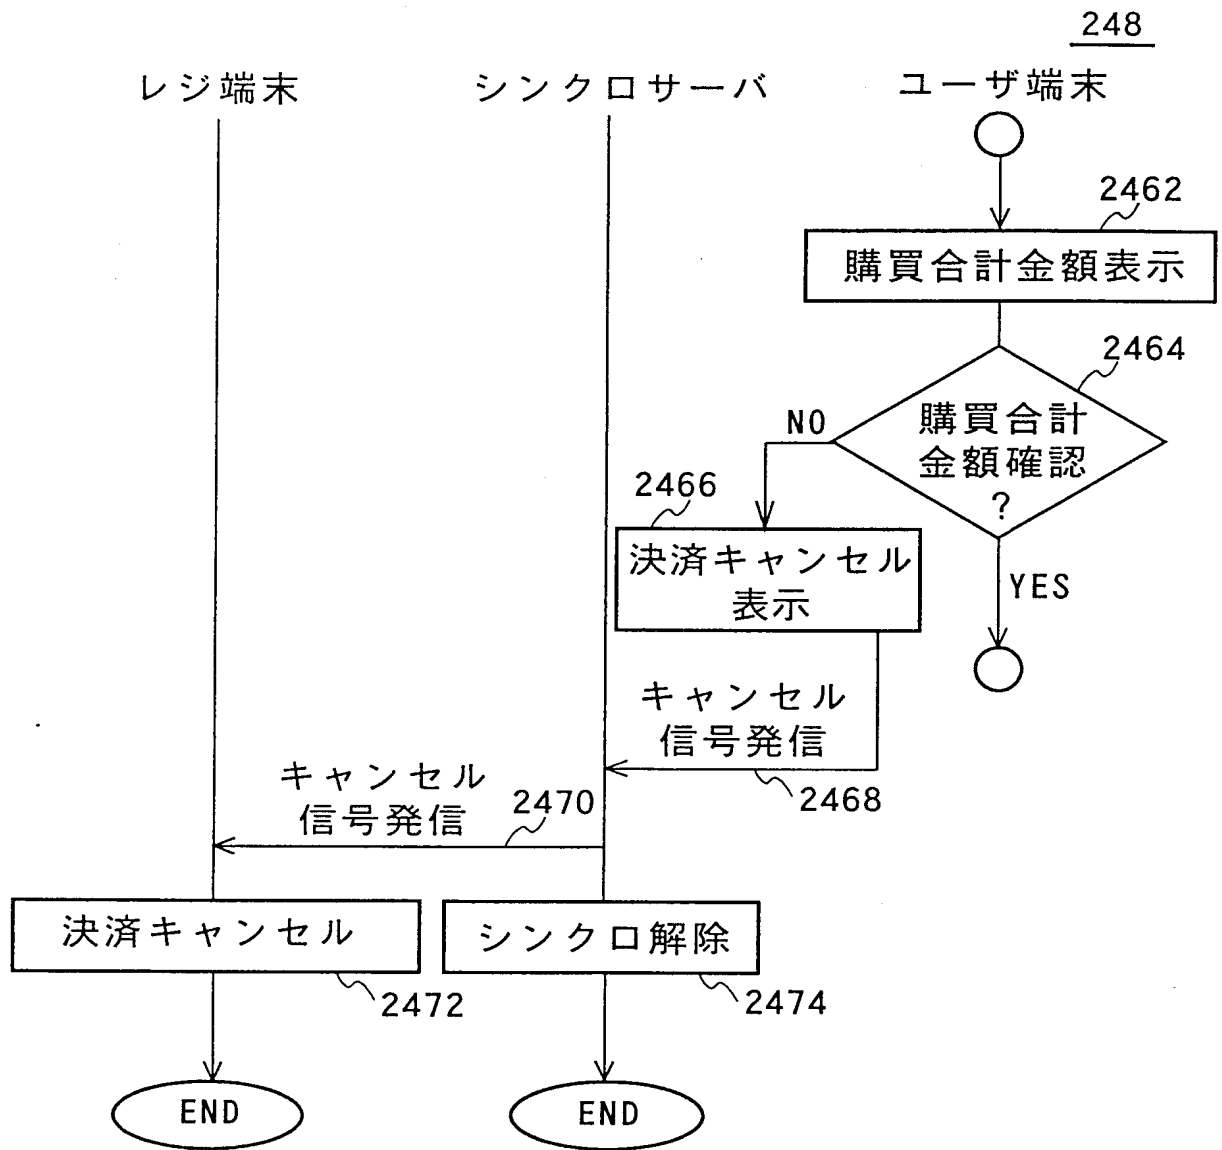 248
レジ端末
シンクロサーバ
ユーザ端末
2462
購買合計金額表示
2464
購買合計
金額確認
?
NO
YES
2466
決済キャンセル
表示
キャンセル
信号発信
2468
キャンセル
信号発信
2470
決済キャンセル
2472
シンクロ解除
2474
END
END